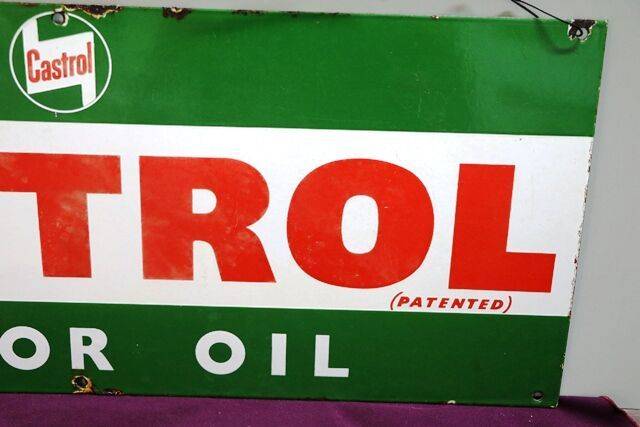 Castrol
TROL
(PATENTED)
OR OIL